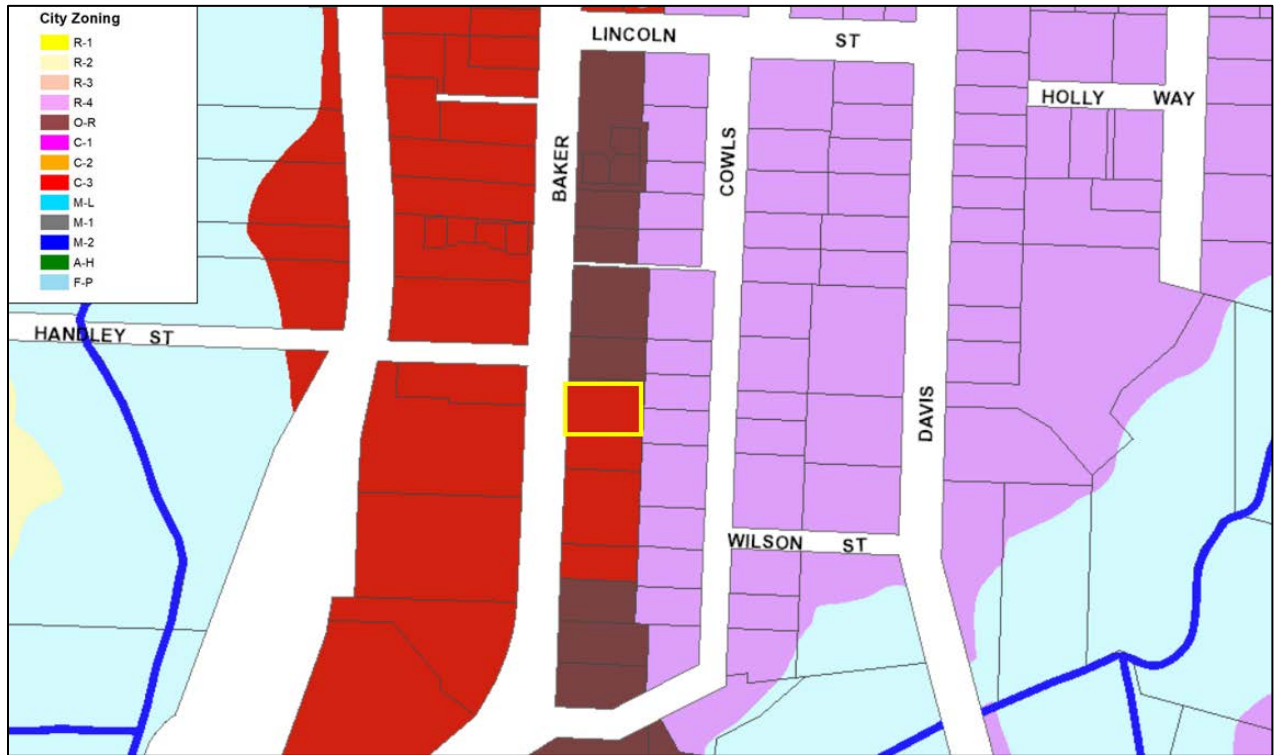 City Zoning
R-1
R-2
R-3
R-4
O-R
C-1
C-2
C-3
M-L
M-1
M-2
A-H
F-P
LINCOLN ST
HOLLY WAY
BAKER
COWLS
HANDLEY ST
DAVIS
WILSON ST